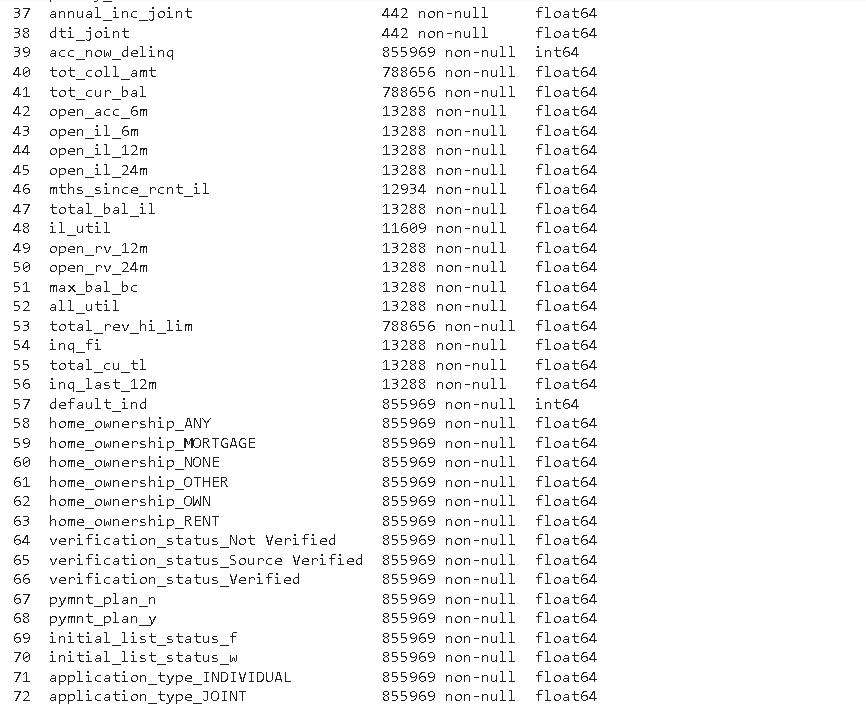 37 annual_inc_joint 442 non-null float64
38 dti_joint 442 non-null float64
39 acc_now_delinq 855969 non-null int64
40 tot_coll_amt 788656 non-null float64
41 tot_cur_bal 788656 non-null float64
42 open_acc_6m 13288 non-null float64
43 open_il_6m 13288 non-null float64
44 open_il_12m 13288 non-null float64
45 open_il_24m 13288 non-null float64
46 mths_since_rcnt_il 12934 non-null float64
47 total_bal_il 13288 non-null float64
48 il_util 11609 non-null float64
49 open_rv_12m 13288 non-null float64
50 open_rv_24m 13288 non-null float64
51 max_bal_bc 13288 non-null float64
52 all_util 13288 non-null float64
53 total_rev_hi_lim 788656 non-null float64
54 inq_fi 13288 non-null float64
55 total_cu_tl 13288 non-null float64
56 inq_last_12m 13288 non-null float64
57 default_ind 855969 non-null int64
58 home_ownership_ANY 855969 non-null float64
59 home_ownership_MORTGAGE 855969 non-null float64
60 home_ownership_NONE 855969 non-null float64
61 home_ownership_OTHER 855969 non-null float64
62 home_ownership_OWN 855969 non-null float64
63 home_ownership_RENT 855969 non-null float64
64 verification_status_Not Verified 855969 non-null float64
65 verification_status_Source Verified 855969 non-null float64
66 verification_status_Verified 855969 non-null float64
67 pymnt_plan_n 855969 non-null float64
68 pymnt_plan_y 855969 non-null float64
69 initial_list_status_f 855969 non-null float64
70 initial_list_status_w 855969 non-null float64
71 application_type_INDIVIDUAL 855969 non-null float64
72 application_type_JOINT 855969 non-null float64